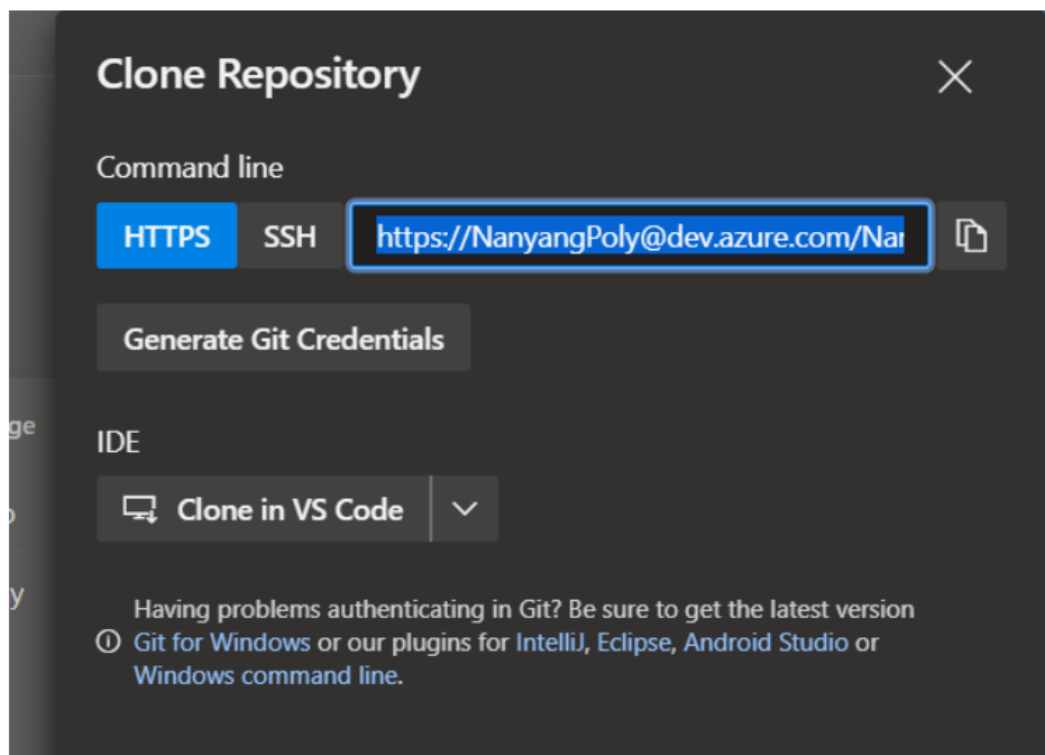 Clone Repository
Command line
HTTPS
SSH
https://NanyangPoly@dev.azure.com/Nar
Generate Git Credentials
ge
IDE
Clone in VS Code
y
Having problems authenticating in Git? Be sure to get the latest version
Git for Windows or our plugins for IntelliJ, Eclipse, Android Studio or
Windows command line.